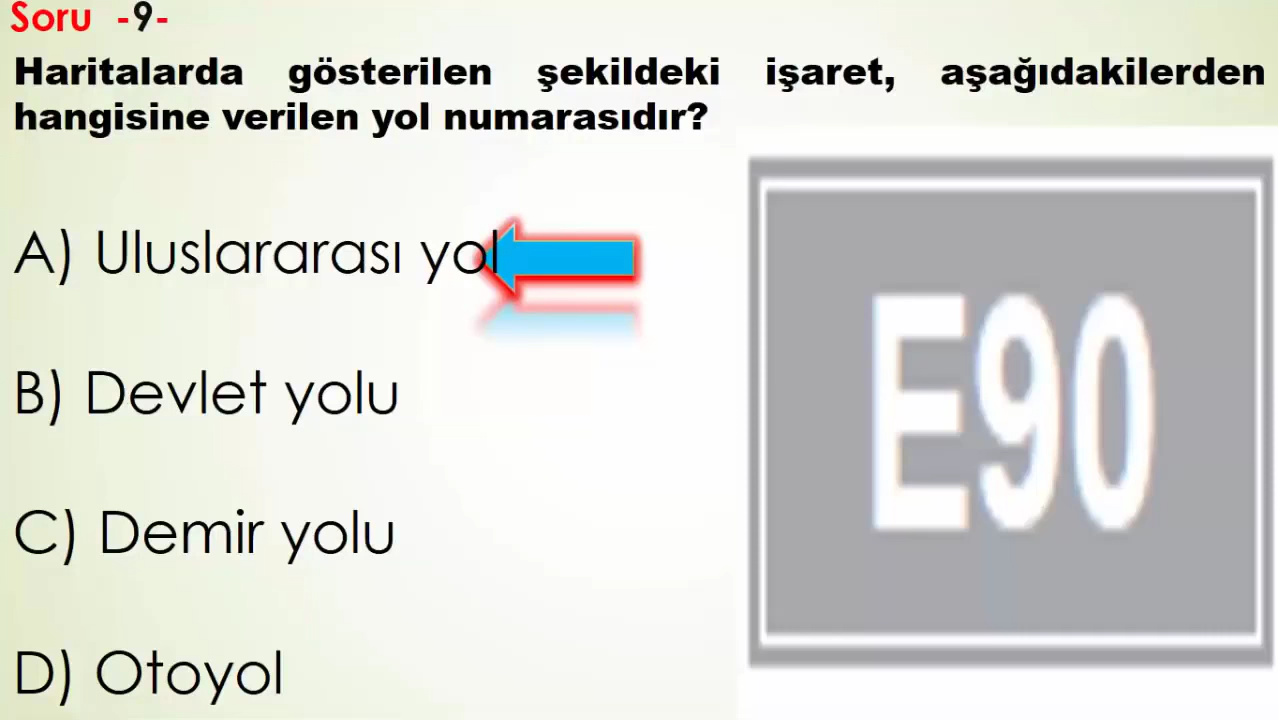 Soru -9-
Haritalarda gösterilen şekildeki işaret, aşağıdakilerden
hangisine verilen yol numarasıdır?
A) Uluslararası yol
B) Devlet yolu
C) Demir yolu
D) Otoyol
E90